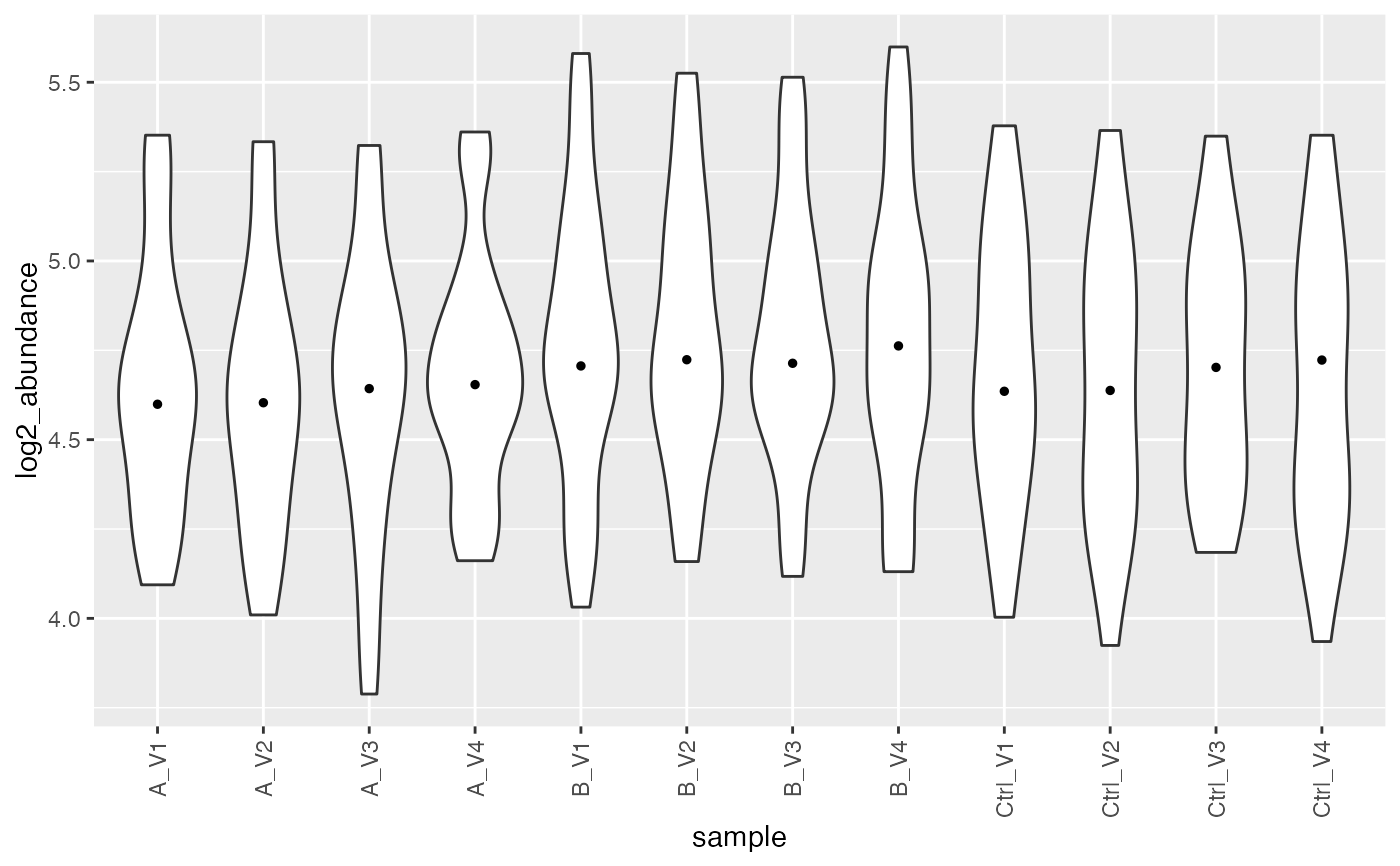 log2_abundance
5.5
5.0
4.5
4.0
A_V1
A_V2
A_V3
A_V4
B_V1
B_V2
B_V3
B_V4
Ctrl_V1
Ctrl_V2
Ctrl_V3
Ctrl_V4
sample